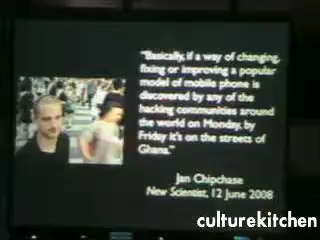 "Basically, if a way of changing,
fixing or improving a popular
model of mobile phone is
discovered by any of the
hacking communities around
the world on Monday, by
Friday it's on the streets of
Ghana."
Jan Chipchase
New Scientist, 12 June 2008
culturekitchen